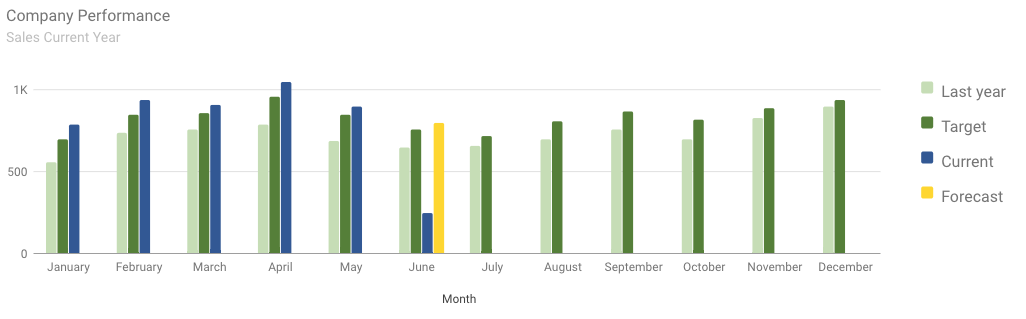 Company Performance
Sales Current Year
1K
500
0
January February March April May June July August September October November December
Month
Last year
Target
Current
Forecast